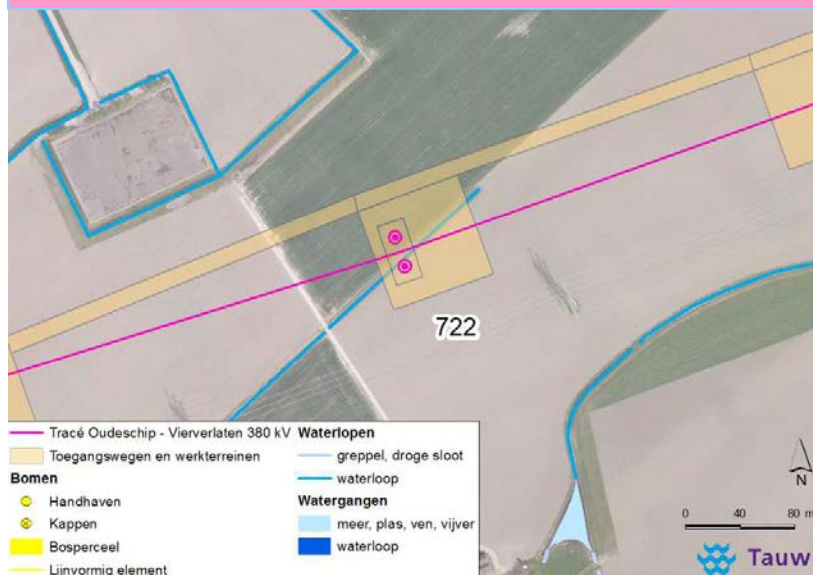 722
Tracé Oudeschip - Vierverlaten 380 kV
Toegangswegen en werkterreinen
Bomen
Handhaven
Kappen
Bosperceel
Lijnvormig element
Waterlopen
greppel, droge sloot
waterloop
Watergangen
meer, plas, ven, vijver
waterloop
N
0 40 80 m
Tauw